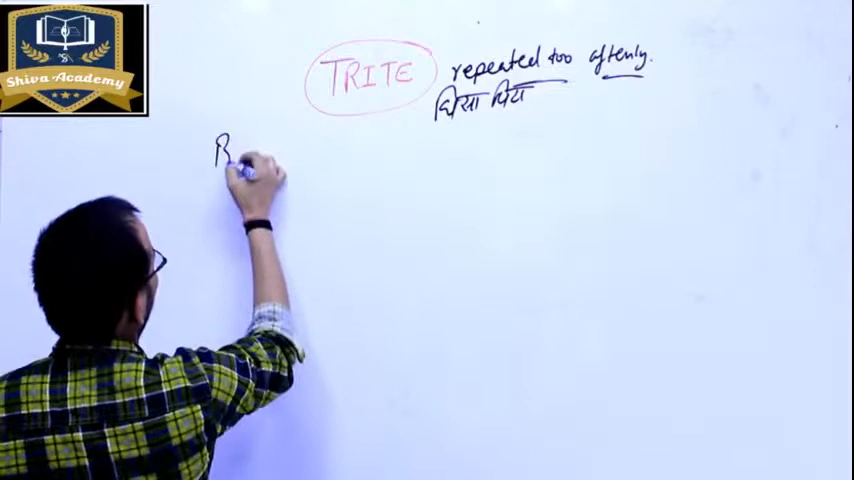 Shiva Academy
TRITE repeated too oftenly.
घिसा पिटा
R